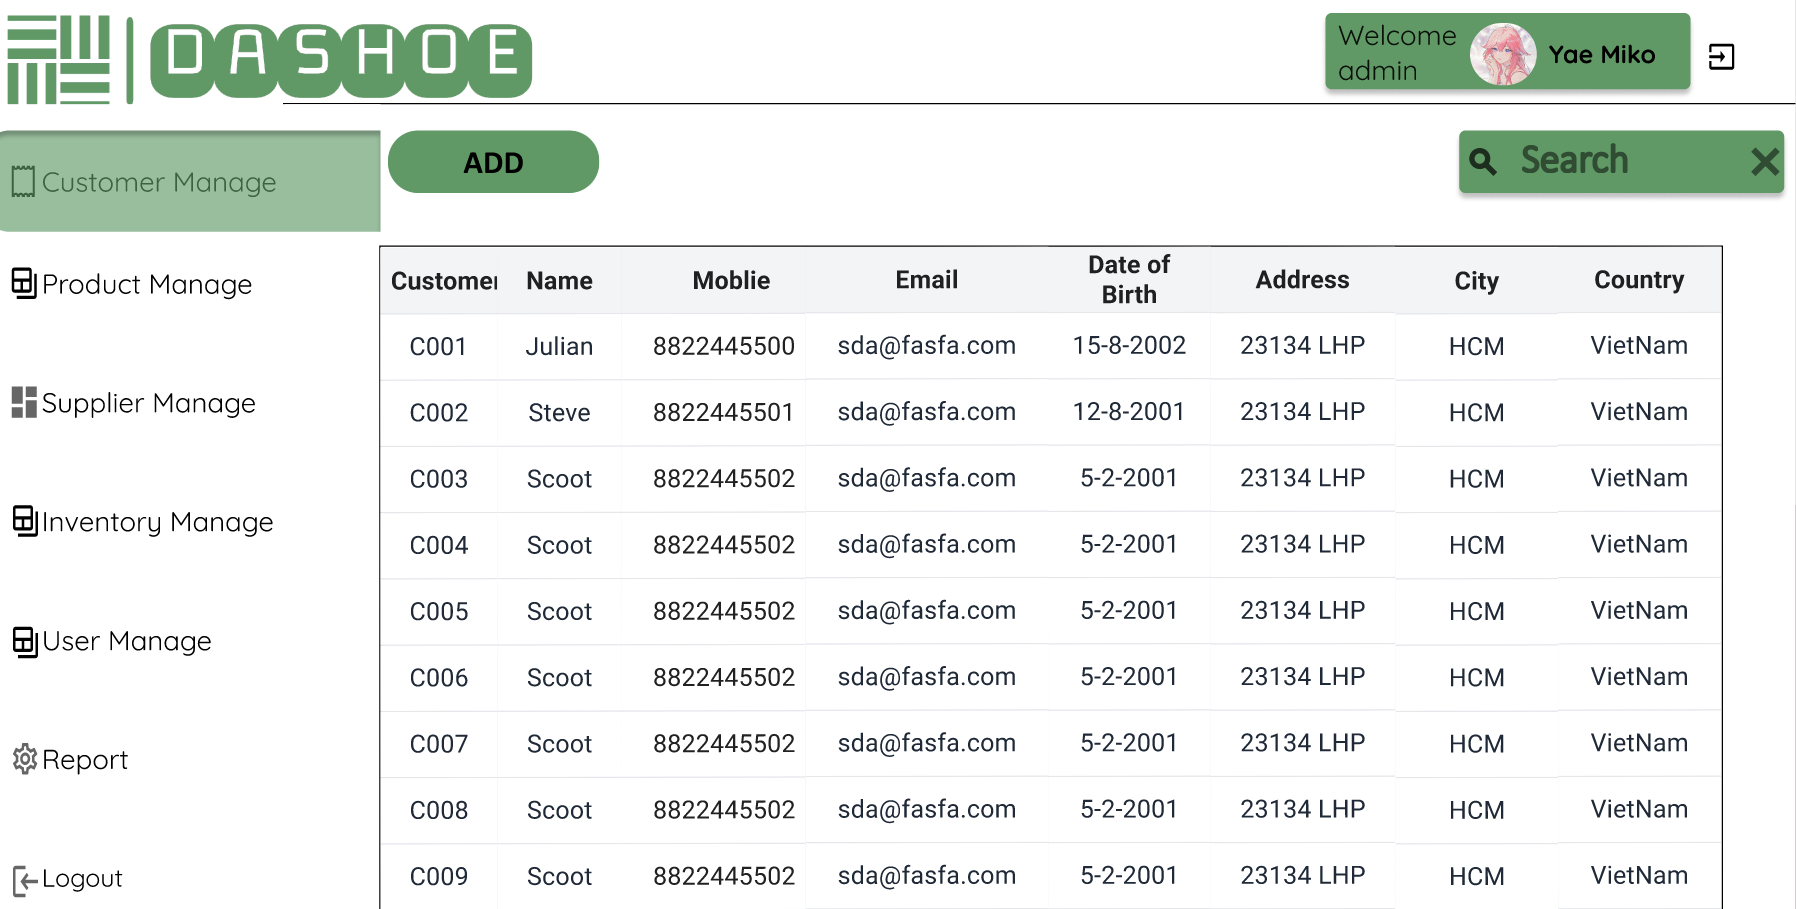 DASHOE
Welcome
admin
Yae Miko
Customer Manage
ADD
Search
Product Manage
Supplier Manage
Inventory Manage
User Manage
Report
Logout
Customer Name Moblie Email Date of Birth Address City Country
C001 Julian 8822445500 sda@fasfa.com 15-8-2002 23134 LHP HCM VietNam
C002 Steve 8822445501 sda@fasfa.com 12-8-2001 23134 LHP HCM VietNam
C003 Scoot 8822445502 sda@fasfa.com 5-2-2001 23134 LHP HCM VietNam
C004 Scoot 8822445502 sda@fasfa.com 5-2-2001 23134 LHP HCM VietNam
C005 Scoot 8822445502 sda@fasfa.com 5-2-2001 23134 LHP HCM VietNam
C006 Scoot 8822445502 sda@fasfa.com 5-2-2001 23134 LHP HCM VietNam
C007 Scoot 8822445502 sda@fasfa.com 5-2-2001 23134 LHP HCM VietNam
C008 Scoot 8822445502 sda@fasfa.com 5-2-2001 23134 LHP HCM VietNam
C009 Scoot 8822445502 sda@fasfa.com 5-2-2001 23134 LHP HCM VietNam